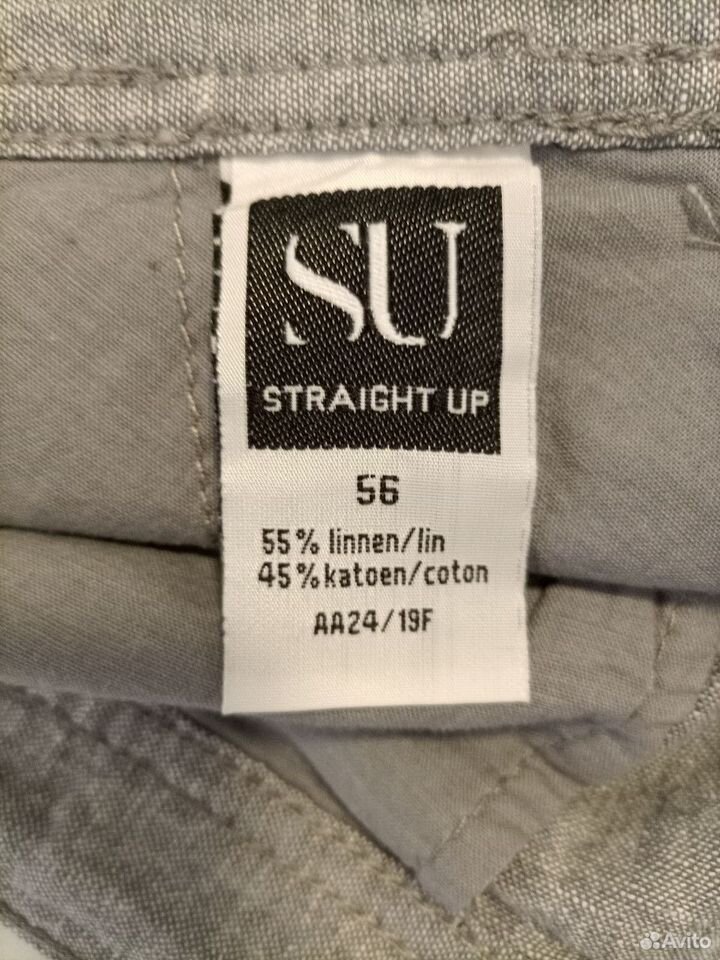 SU
STRAIGHT UP
56
55% linnen/lin
45% katoen/coton
AA24/19F
Avito